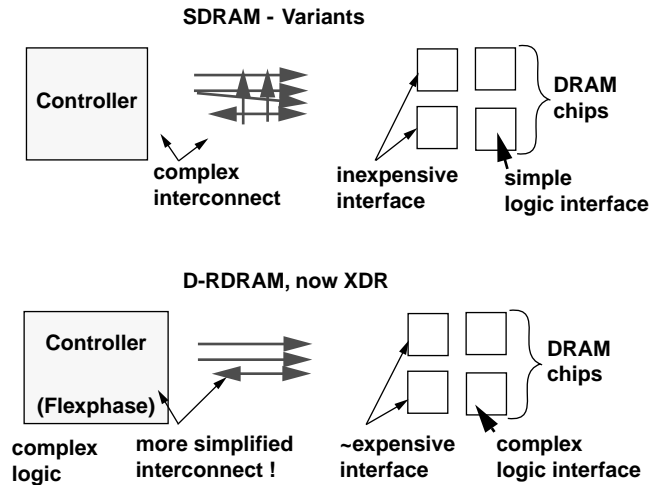 SDRAM - Variants
Controller
DRAM
chips
complex
interconnect
inexpensive
interface
simple
logic interface
D-RDRAM, now XDR
Controller
(Flexphase)
DRAM
chips
complex
logic
more simplified
interconnect !
~expensive
interface
complex
logic interface